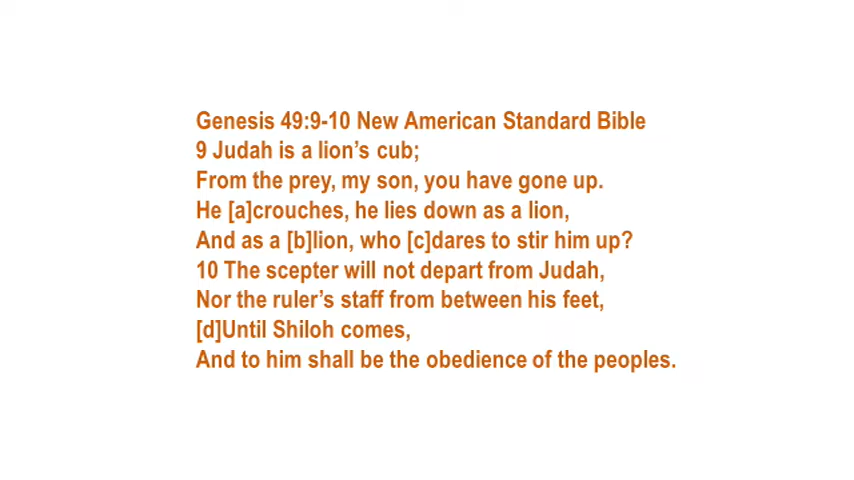 Genesis 49:9-10 New American Standard Bible
9 Judah is a lion’s cub;
From the prey, my son, you have gone up.
He [a]crouches, he lies down as a lion,
And as a [b]lion, who [c]dares to stir him up?
10 The scepter will not depart from Judah,
Nor the ruler’s staff from between his feet,
[d]Until Shiloh comes,
And to him shall be the obedience of the peoples.